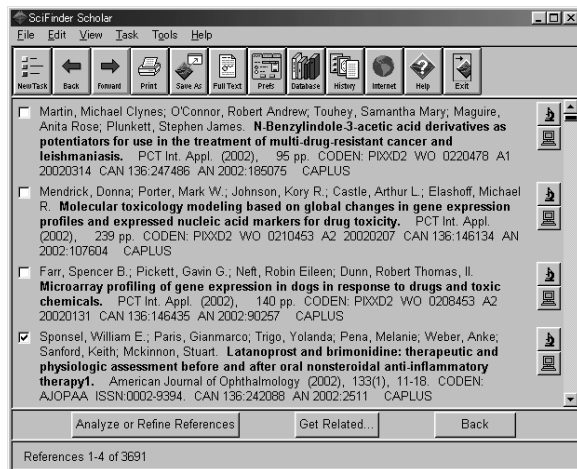 SciFinder Scholar
File Edit View Task Tools Help
New Task Back Forward Print Save As Full Text Prefs Database History Internet Help Exit
Martin, Michael Clynes; O'Connor, Robert Andrew; Touhey, Samantha Mary; Maguire,
Anita Rose; Plunkett, Stephen James. N-Benzylindole-3-acetic acid derivatives as
potentiators for use in the treatment of multi-drug-resistant cancer and
leishmaniasis. PCT Int. Appl. (2002), 95 pp. CODEN: PIXXD2 WO 0220478 A1
20020314 CAN 136:247486 AN 2002:185075 CAPLUS
Mendrick, Donna; Porter, Mark W.; Johnson, Kory R.; Castle, Arthur L.; Elashoff, Michael
R. Molecular toxicology modeling based on global changes in gene expression
profiles and expressed nucleic acid markers for drug toxicity. PCT Int. Appl.
(2002), 239 pp. CODEN: PIXXD2 WO 0210453 A2 20020207 CAN 136:146134 AN
2002:107604 CAPLUS
Farr, Spencer B.; Pickett, Gavin G.; Neft, Robin Eileen; Dunn, Robert Thomas, II.
Microarray profiling of gene expression in dogs in response to drugs and toxic
chemicals. PCT Int. Appl. (2002), 140 pp. CODEN: PIXXD2 WO 0208453 A2
20020131 CAN 136:146435 AN 2002:90257 CAPLUS
Sponsel, William E.; Paris, Gianmarco; Trigo, Yolanda; Pena, Melanie; Weber, Anke;
Sanford, Keith; Mckinnon, Stuart. Latanoprost and brimonidine: therapeutic and
physiologic assessment before and after oral nonsteroidal anti-inflammatory
therapy1. American Journal of Ophthalmology (2002), 133(1), 11-18. CODEN:
AJOPAA ISSN:0002-9394. CAN 136:242088 AN 2002:2511 CAPLUS
Analyze or Refine References Get Related... Back
References 1-4 of 3691